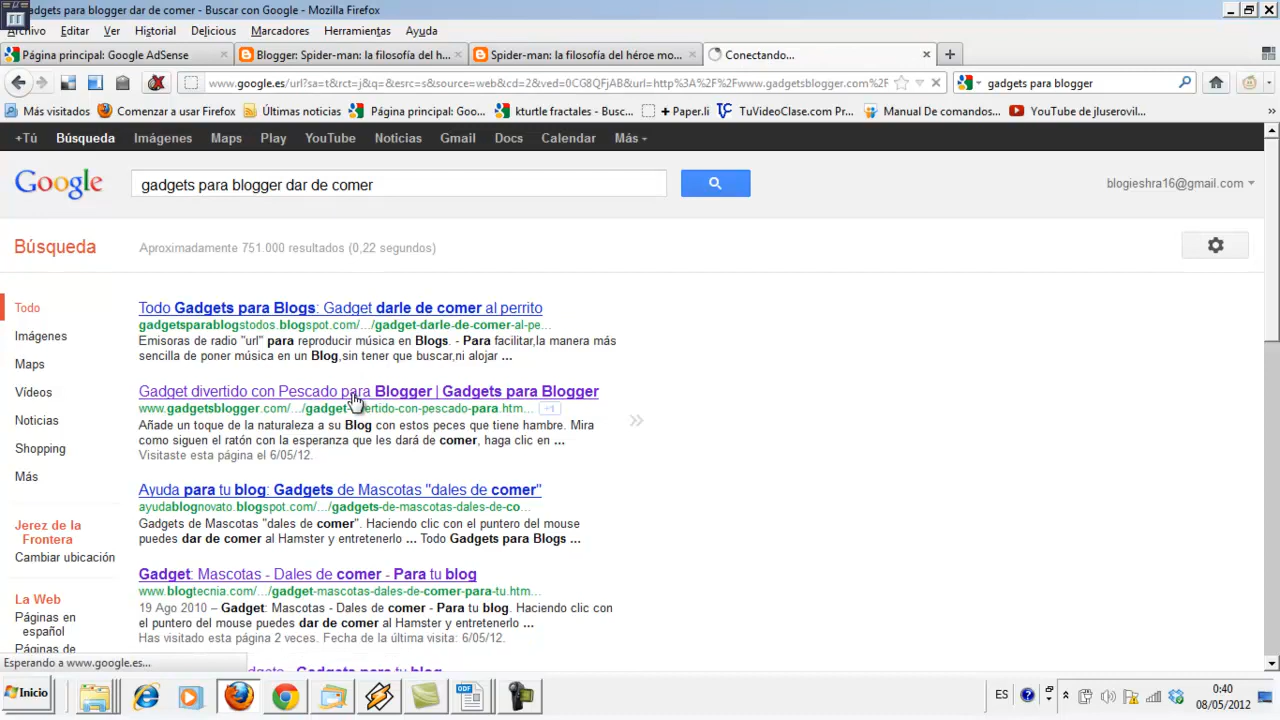 gadgets para blogger dar de comer - Buscar con Google - Mozilla Firefox
Archivo Editar Ver Historial Delicious Marcadores Herramientas Ayuda
Página principal: Google AdSense Blogger: Spider-man: la filosofía del h... Spider-man: la filosofía del héroe mo... Conectando...
www.google.es/url?sa=t&rct=j&q=&esrc=s&source=web&cd=2&ved=0CG8QFjAB&url=http%3A%2F%2Fwww.gadgetsblogger.com%2F gadgets para blogger
Más visitados Comenzar a usar Firefox Últimas noticias Página principal: Goo... kturtle fractales - Busc... + Paper.li TuVideoClase.com Pr... Manual De comandos... YouTube de jluserovil...
+Tú Búsqueda Imágenes Maps Play YouTube Noticias Gmail Docs Calendar Más
Google gadgets para blogger dar de comer blogieshra16@gmail.com
Búsqueda Aproximadamente 751.000 resultados (0,22 segundos)
Todo
Imágenes
Maps
Vídeos
Noticias
Shopping
Más
Jerez de la
Frontera
Cambiar ubicación
La Web
Páginas en
español
Páginas de
Todo Gadgets para Blogs: Gadget darle de comer al perrito
gadgetsparablogstodos.blogspot.com/.../gadget-darle-de-comer-al-pe...
Emisoras de radio "url" para reproducir música en Blogs. - Para facilitar,la manera más
sencilla de poner música en un Blog,sin tener que buscar,ni alojar ...
Gadget divertido con Pescado para Blogger | Gadgets para Blogger
www.gadgetsblogger.com/.../gadget-divertido-con-pescado-para.htm... +1
Añade un toque de la naturaleza a su Blog con estos peces que tiene hambre. Mira
como siguen el ratón con la esperanza que les dará de comer, haga clic en ...
Visitaste esta página el 6/05/12.
Ayuda para tu blog: Gadgets de Mascotas "dales de comer"
ayudablognovato.blogspot.com/.../gadgets-de-mascotas-dales-de-co...
Gadgets de Mascotas "dales de comer". Haciendo clic con el puntero del mouse
puedes dar de comer al Hamster y entretenerlo ... Todo Gadgets para Blogs ...
Gadget: Mascotas - Dales de comer - Para tu blog
www.blogtecnia.com/.../gadget-mascotas-dales-de-comer-para-tu.htm...
19 Ago 2010 – Gadget: Mascotas - Dales de comer - Para tu blog. Haciendo clic con
el puntero del mouse puedes dar de comer al Hamster y entretenerlo ...
Has visitado esta página 2 veces. Fecha de la última visita: 6/05/12.
Esperando a www.google.es...
Inicio ES 0:40
08/05/2012